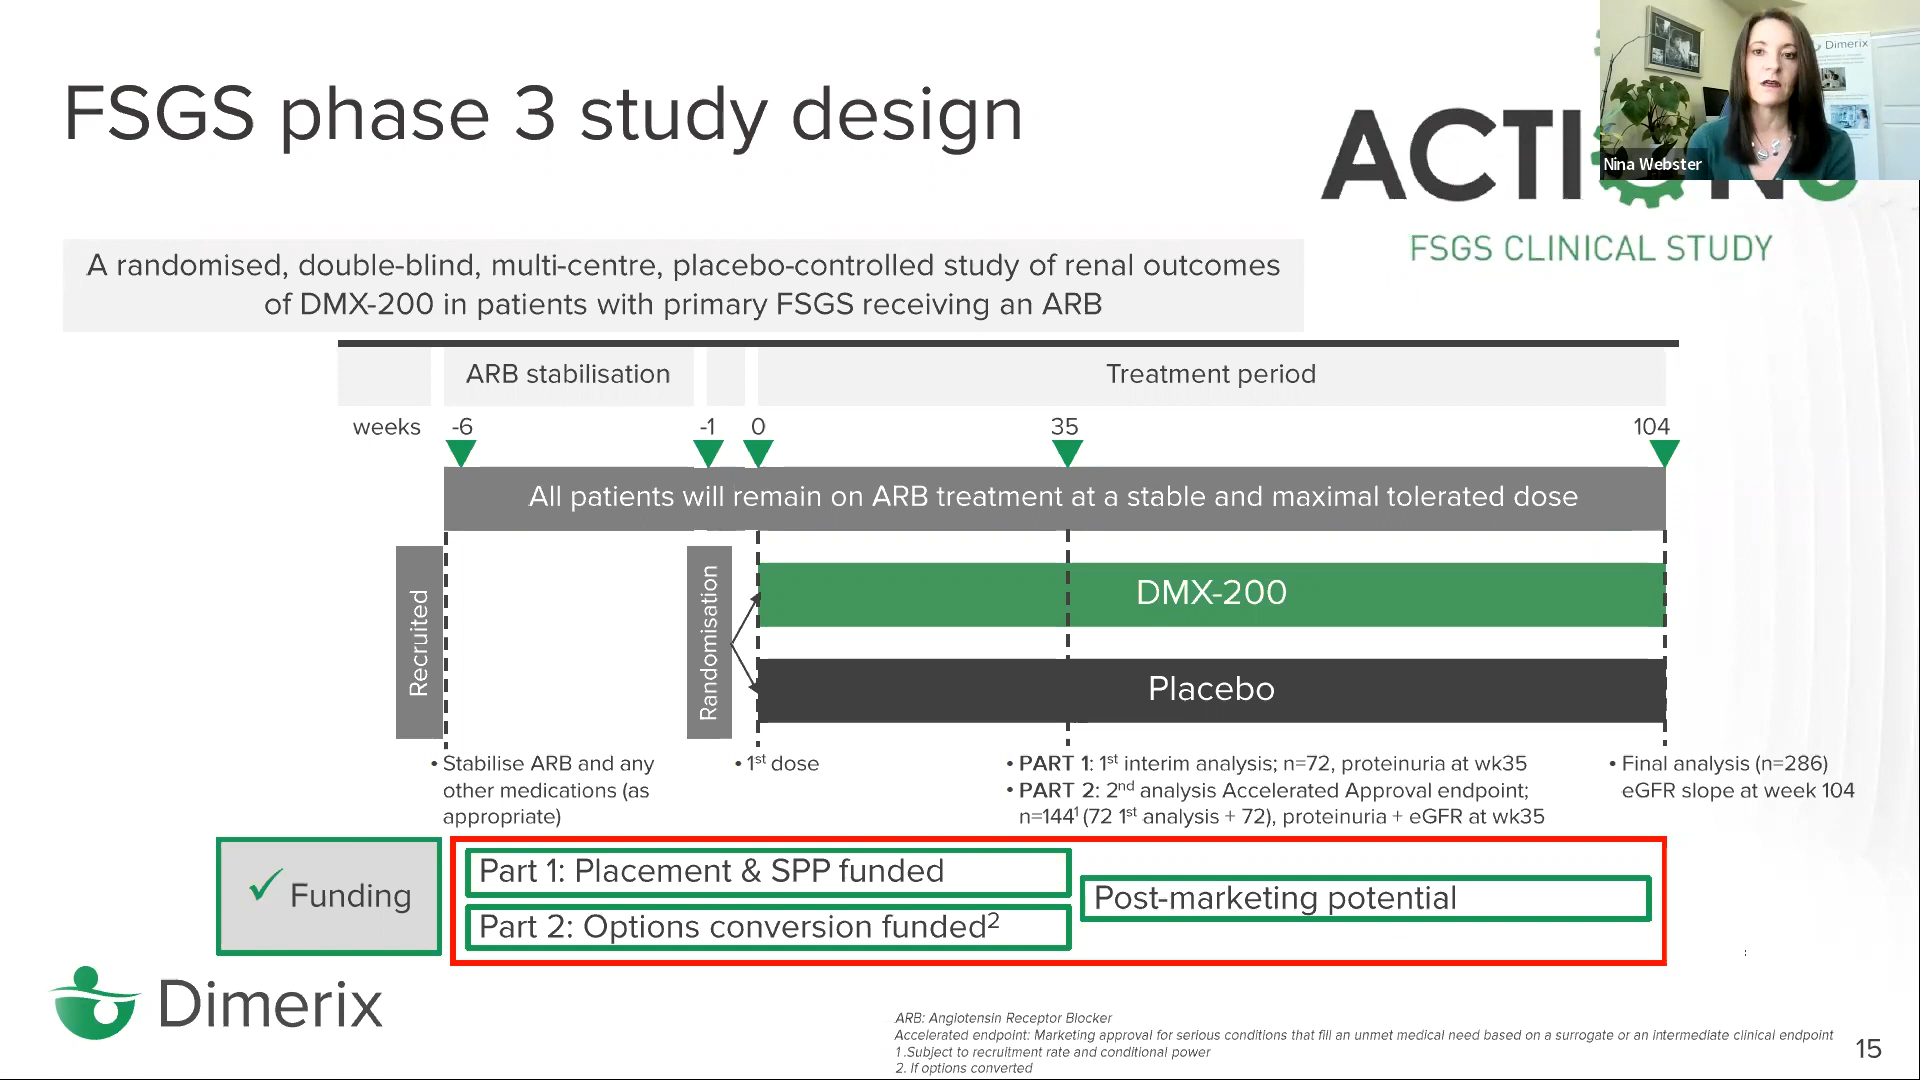 FSGS phase 3 study design
Dimerix
Nina Webster
ACTI
FSGS CLINICAL STUDY
A randomised, double-blind, multi-centre, placebo-controlled study of renal outcomes
of DMX-200 in patients with primary FSGS receiving an ARB
ARB stabilisation
Treatment period
weeks -6 -1 0 35 104
All patients will remain on ARB treatment at a stable and maximal tolerated dose
Recruited
Randomisation
DMX-200
Placebo
• Stabilise ARB and any
other medications (as
appropriate)
• 1st dose
• PART 1: 1st interim analysis; n=72, proteinuria at wk35
• PART 2: 2nd analysis Accelerated Approval endpoint;
n=144¹ (72 1st analysis + 72), proteinuria + eGFR at wk35
• Final analysis (n=286)
eGFR slope at week 104
✓ Funding
Part 1: Placement & SPP funded
Part 2: Options conversion funded²
Post-marketing potential
Dimerix
ARB: Angiotensin Receptor Blocker
Accelerated endpoint: Marketing approval for serious conditions that fill an unmet medical need based on a surrogate or an intermediate clinical endpoint
1.Subject to recruitment rate and conditional power
2. If options converted
15